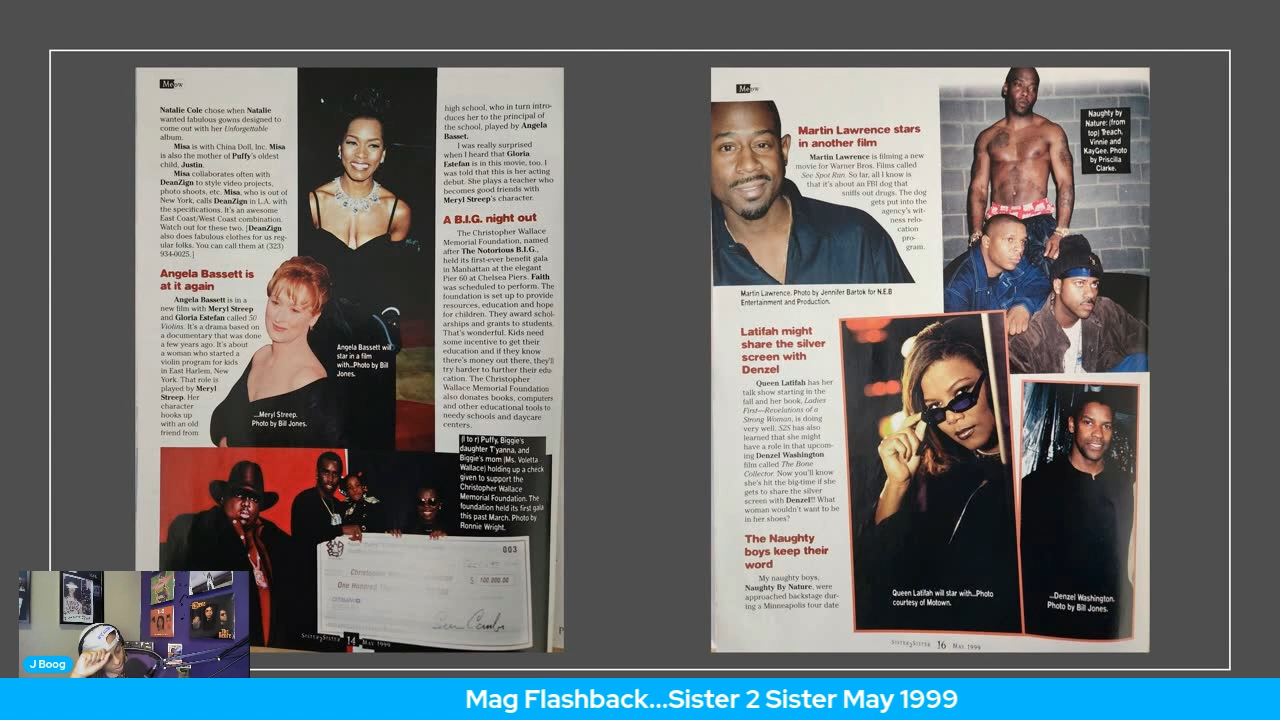 Meow
Natalie Cole chose when Natalie
wanted fabulous gowns designed to
come out with her Unforgettable
album.
Misa is with China Doll, Inc. Misa
is also the mother of Puffy's oldest
child, Justin.
Misa collaborates often with
DeanZign to style video projects,
photo shoots, etc. Misa, who is out of
New York, calls DeanZign in L.A. with
the specifications. It's an awesome
East Coast/West Coast combination.
Watch out for these two. [DeanZign
also does fabulous clothes for us reg-
ular folks. You can call them at (323)
934-0025.]
Angela Bassett is
at it again
Angela Bassett is in a
new film with Meryl Streep
and Gloria Estefan called 50
Violins. It's a drama based on
a documentary that was done
a few years ago. It's about
a woman who started a
violin program for kids
in East Harlem, New
York. That role is
played by Meryl
Streep. Her
character
hooks up
with an old
friend from
Angela Bassett will
star in a film
with...Photo by Bill
Jones.
...Meryl Streep.
Photo by Bill Jones.
high school, who in turn intro-
duces her to the principal of
the school, played by Angela
Basset.
I was really surprised
when I heard that Gloria
Estefan is in this movie, too. I
was told that this is her acting
debut. She plays a teacher who
becomes good friends with
Meryl Streep's character.
A B.I.G. night out
The Christopher Wallace
Memorial Foundation, named
after The Notorious B.I.G.,
held its first-ever benefit gala
in Manhattan at the elegant
Pier 60 at Chelsea Piers. Faith
was scheduled to perform. The
foundation is set up to provide
resources, education and hope
for children. They award schol-
arships and grants to students.
That's wonderful. Kids need
some incentive to get their
education and if they know
there's money out there, they'll
try harder to further their edu-
cation. The Christopher
Wallace Memorial Foundation
also donates books, computers
and other educational tools to
needy schools and daycare
centers.
(l to r) Puffy, Biggie's
daughter T'yanna, and
Biggie's mom (Ms. Voletta
Wallace) holding up a check
given to support the
Christopher Wallace
Memorial Foundation. The
foundation held its first gala
this past March. Photo by
Ronnie Wright.
003
Christopher
$ 100,000.00
One Hundred
Sean Combs
Sister2Sister 14 May 1999
Meow
Martin Lawrence stars
in another film
Martin Lawrence is filming a new
movie for Warner Bros. Films called
See Spot Run. So far, all I know is
that it's about an FBI dog that
sniffs out drugs. The dog
gets put into the
agency's wit-
ness relo-
cation
pro-
gram.
Naughty by
Nature: (from
top) Treach,
Vinnie and
KayGee. Photo
by Priscilla
Clarke.
Martin Lawrence. Photo by Jennifer Bartok for N.E.B
Entertainment and Production.
Latifah might
share the silver
screen with
Denzel
Queen Latifah has her
talk show starting in the
fall and her book, Ladies
First—Revelations of a
Strong Woman, is doing
very well. S2S has also
learned that she might
have a role in that upcom-
ing Denzel Washington
film called The Bone
Collector. Now you'll know
she's hit the big-time if she
gets to share the silver
screen with Denzel!! What
woman wouldn't want to be
in her shoes?
The Naughty
boys keep their
word
My naughty boys,
Naughty By Nature, were
approached backstage dur-
ing a Minneapolis tour date
Queen Latifah will star with...Photo
courtesy of Motown.
...Denzel Washington.
Photo by Bill Jones.
Sister2Sister 16 May 1999
J Boog
Mag Flashback...Sister 2 Sister May 1999